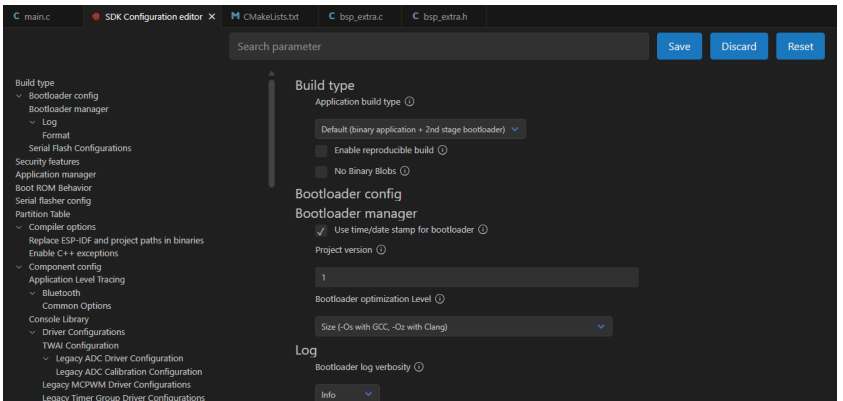 main.c
SDK Configuration editor
CMakeLists.txt
bsp_extra.c
bsp_extra.h
Search parameter
Save
Discard
Reset
Build type
Bootloader config
Bootloader manager
Log
Format
Serial Flash Configurations
Security features
Application manager
Boot ROM Behavior
Serial flasher config
Partition Table
Compiler options
Replace ESP-IDF and project paths in binaries
Enable C++ exceptions
Component config
Application Level Tracing
Bluetooth
Common Options
Console Library
Driver Configurations
TWAI Configuration
Legacy ADC Driver Configuration
Legacy ADC Calibration Configuration
Legacy MCPWM Driver Configurations
Legacy Timer Group Driver Configurations
Build type
Application build type
Default (binary application + 2nd stage bootloader)
Enable reproducible build
No Binary Blobs
Bootloader config
Bootloader manager
Use time/date stamp for bootloader
Project version
1
Bootloader optimization Level
Size (-Os with GCC, -Oz with Clang)
Log
Bootloader log verbosity
Info